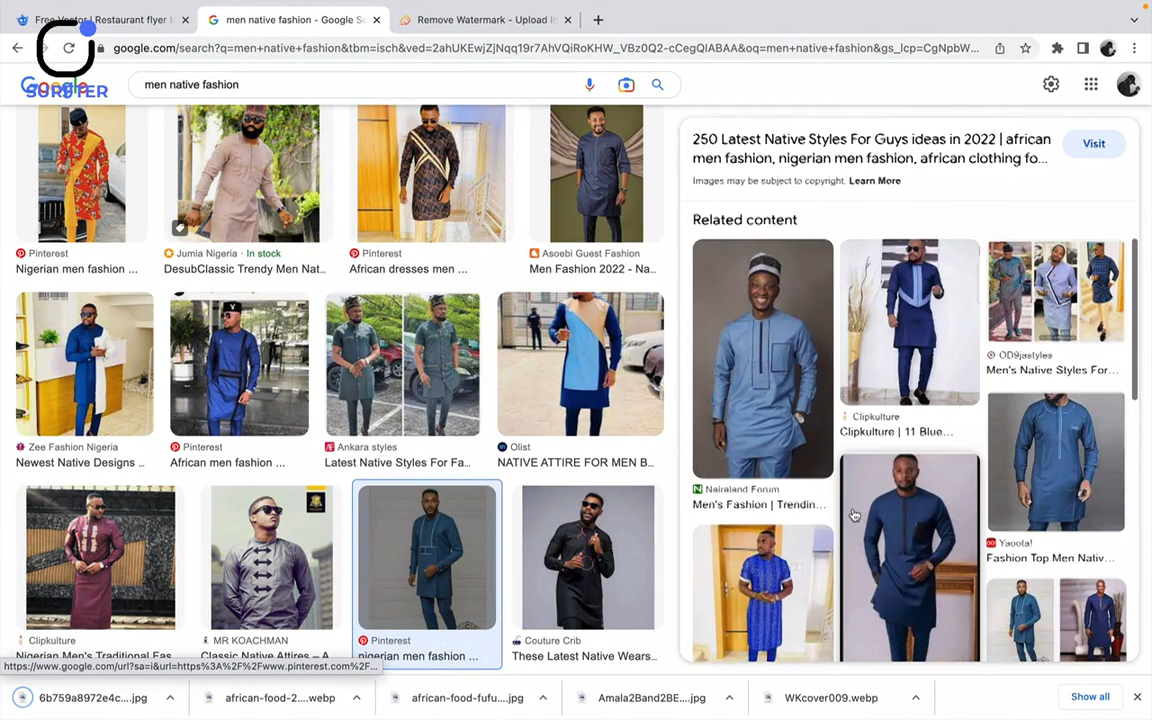 Free Vector | Restaurant flyer t
men native fashion - Google Se
Remove Watermark - Upload I
google.com/search?q=men+native+fashion&tbm=isch&ved=2ahUKEwjZjNqq19r7AhVQiRoKHW_VBz0Q2-cCegQIABAA&oq=men+native+fashion&gs_lcp=CgNpbW...
SURFTER
men native fashion
Pinterest
Nigerian men fashion ...
Jumia Nigeria · In stock
DesubClassic Trendy Men Nat...
Pinterest
African dresses men ...
Asoebi Guest Fashion
Men Fashion 2022 - Na...
Zee Fashion Nigeria
Newest Native Designs ...
Pinterest
African men fashion ...
Ankara styles
Latest Native Styles For Fa...
Olist
NATIVE ATTIRE FOR MEN B...
Clipkulture
Nigerian Men's Traditional Fas
MR KOACHMAN
Classic Native Attires – A
Pinterest
nigerian men fashion ...
Couture Crib
These Latest Native Wears...
250 Latest Native Styles For Guys ideas in 2022 | african
men fashion, nigerian men fashion, african clothing fo...
Visit
Images may be subject to copyright. Learn More
Related content
Nairaland Forum
Men's Fashion | Trendin...
Clipkulture
Clipkulture | 11 Blue...
OD9jastyles
Men's Native Styles For...
Yaoota!
Fashion Top Men Nativ...
https://www.google.com/url?sa=i&url=https%3A%2F%2Fwww.pinterest.com%2F...
6b759a8972e4c...jpg
african-food-2....webp
african-food-fufu....jpg
Amala2Band2BE....jpg
WKcover009.webp
Show all